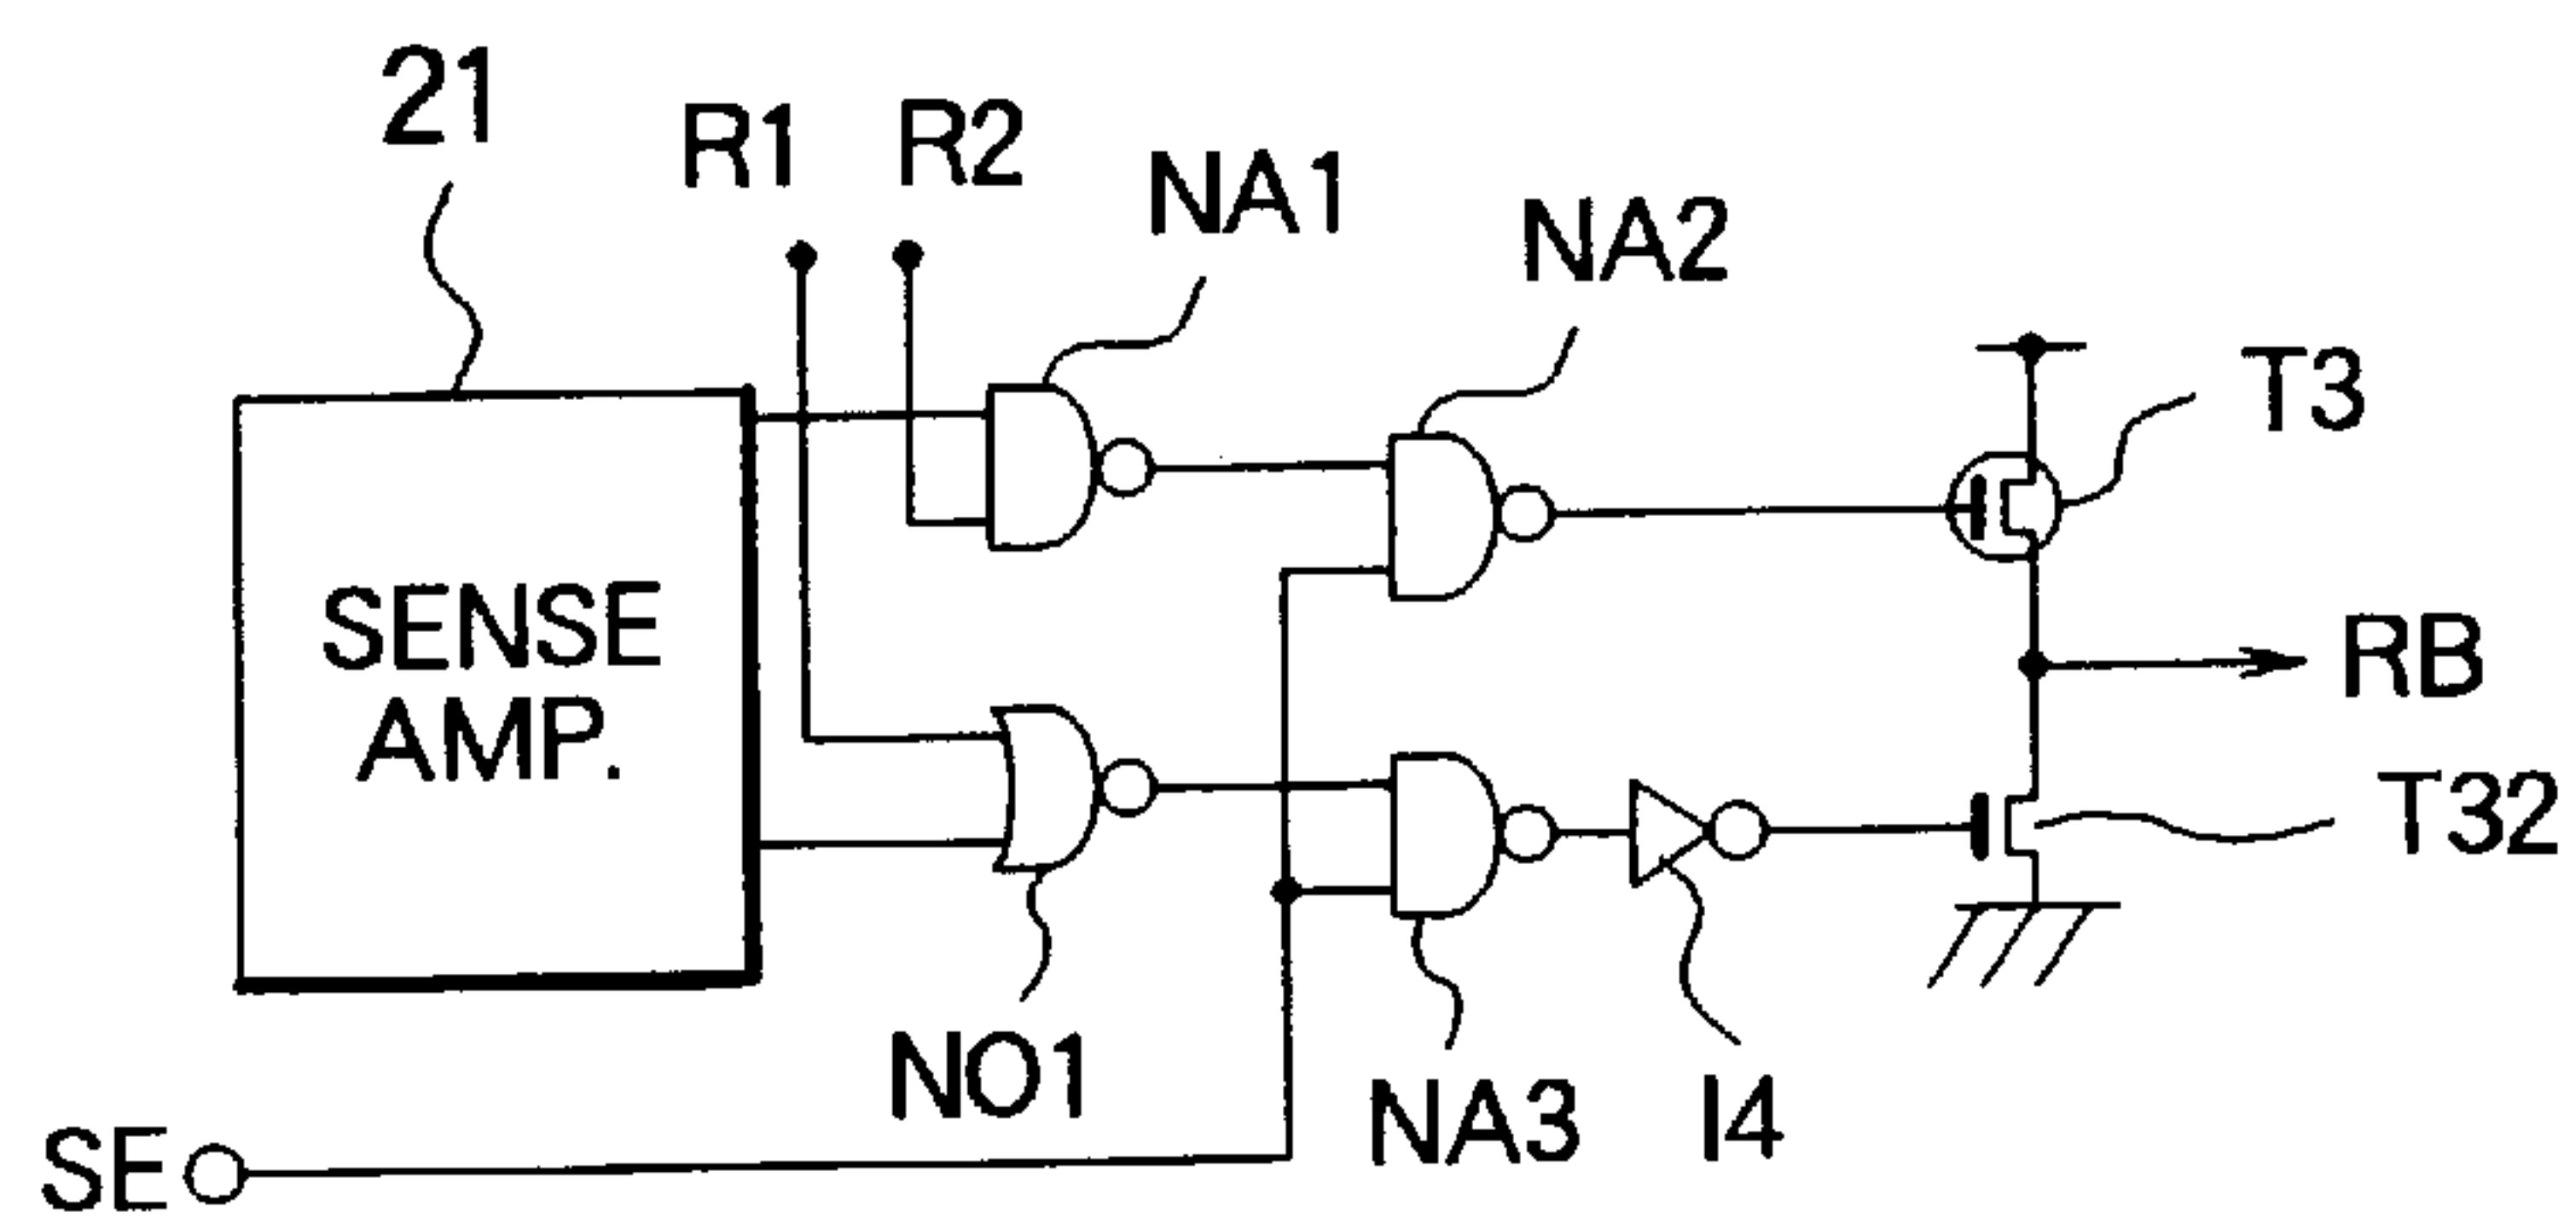 21
R1
R2
NA1
NA2
T3
SENSE
AMP.
RB
T32
NO1
NA3
I4
SE